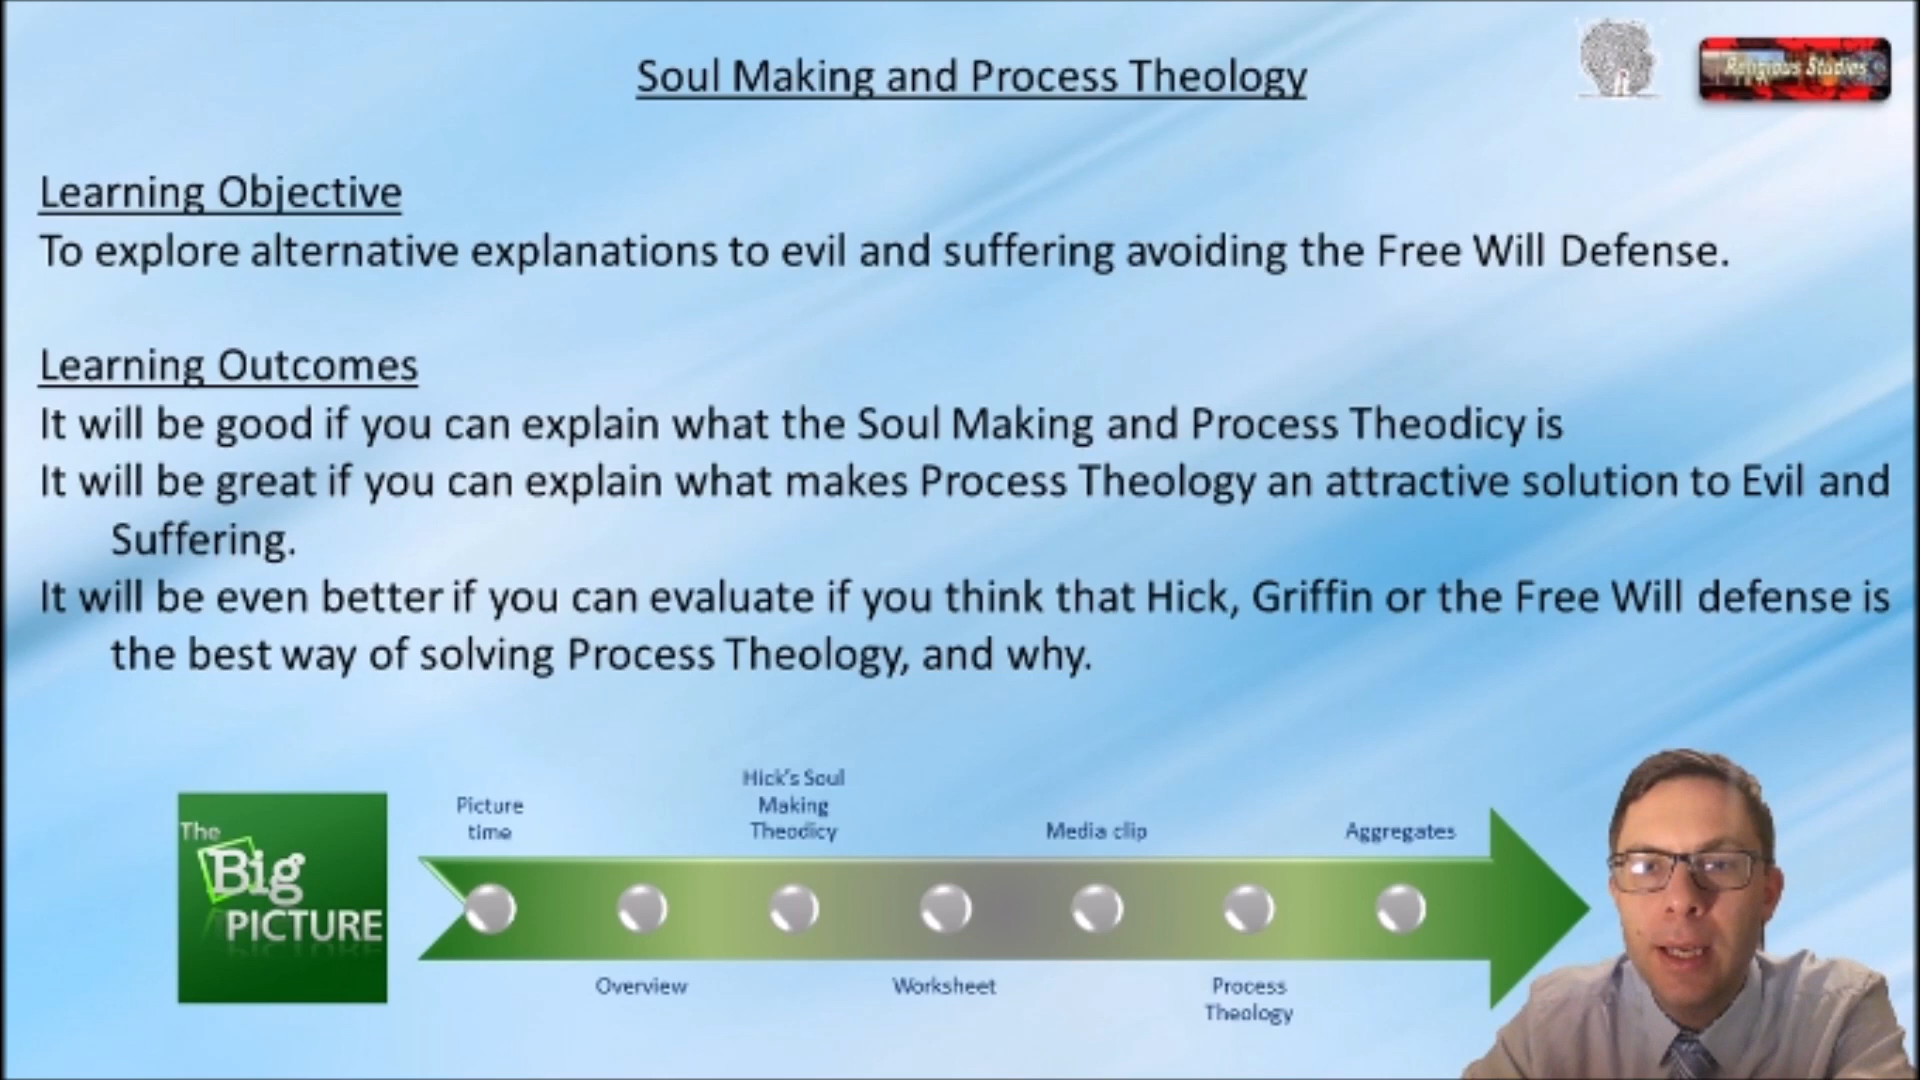 Soul Making and Process Theology
Religious Studies
Learning Objective
To explore alternative explanations to evil and suffering avoiding the Free Will Defense.
Learning Outcomes
It will be good if you can explain what the Soul Making and Process Theodicy is
It will be great if you can explain what makes Process Theology an attractive solution to Evil and
Suffering.
It will be even better if you can evaluate if you think that Hick, Griffin or the Free Will defense is
the best way of solving Process Theology, and why.
The
Big
PICTURE
Picture
time
Overview
Hick's Soul
Making
Theodicy
Worksheet
Media clip
Process
Theology
Aggregates